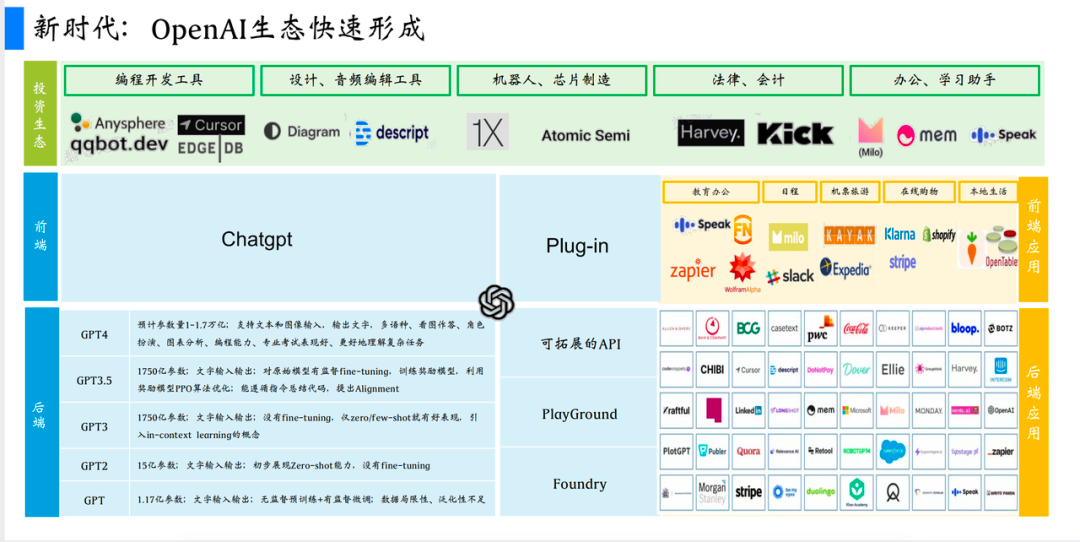 新时代：OpenAI生态快速形成
投资生态
编程开发工具
设计、音频编辑工具
机器人、芯片制造
法律、会计
办公、学习助手
Anysphere
Cursor
qqbot.dev
EDGE|DB
Diagram
descript
1X
Atomic Semi
Harvey.
Kick
(Milo)
mem
Speak
前端
Chatgpt
Plug-in
教育办公
日程
机票旅游
在线购物
本地生活
Speak
FN
milo
KAYAK
Klarna
shopify
zapier
WolframAlpha
slack
Expedia
stripe
OpenTable
前端应用
后端
GPT4
预计参数量1-1.7万亿；支持文本和图像输入，输出文字，多语种、看图作答、角色
扮演、图表分析、编程能力、专业考试表现好、更好地理解复杂任务
GPT3.5
1750亿参数；文字输入输出；对原始模型有监督fine-tuning，训练奖励模型，利用
奖励模型PPO算法优化；能遵循指令总结代码，提出Alignment
GPT3
1750亿参数；文字输入输出；没有fine-tuning，仅zero/few-shot就有好表现，引
入in-context learning的概念
GPT2
15亿参数；文字输入输出；初步展现Zero-shot能力，没有fine-tuning
GPT
1.17亿参数；文字输入输出；无监督预训练+有监督微调；数据局限性、泛化性不足
可拓展的API
PlayGround
Foundry
ALLEN & OVERY
BAIN & COMPANY
BCG
casetext
pwc
Coca-Cola
KEEPER
bloop.
BOTZ
CHIBI
Cursor
descript
DoNotPay
Dover
Ellie
Harvey.
INTERCOM
raftful
LinkedIn
LONGSHOT
mem
Microsoft
Milo
MONDAY.
OpenAI
PlotGPT
Publer
Quora
Relevance AI
Retool
ROBOTGPM
salesforce
zapier
Morgan Stanley
stripe
be my eyes
duolingo
Khan Academy
Speak
WRITE PANDA
后端应用